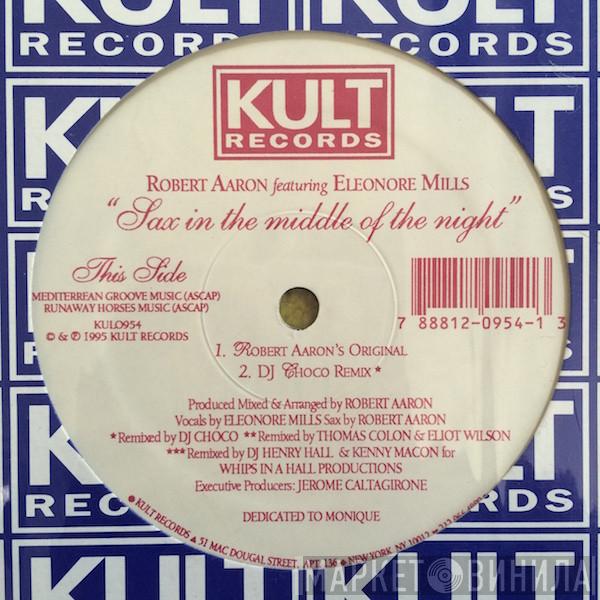 KULT
RECORDS
ROBERT AARON featuring ELEONORE MILLS
"Sax in the middle of the night"
This Side
MEDITERREAN GROOVE MUSIC (ASCAP)
RUNAWAY HORSES MUSIC (ASCAP)
KULO954
© & ℗ 1995 KULT RECORDS
7 88812-0954-1 3
1. ROBERT AARON'S ORIGINAL
2. DJ CHOCO REMIX *
Produced Mixed & Arranged by ROBERT AARON
Vocals by ELEONORE MILLS Sax by ROBERT AARON
*Remixed by DJ CHOCO **Remixed by THOMAS COLON & ELIOT WILSON
***Remixed by DJ HENRY HALL & KENNY MACON for
WHIPS IN A HALL PRODUCTIONS
Executive Producers: JEROME CALTAGIRONE
DEDICATED TO MONIQUE
KULT RECORDS 51 MAC DOUGAL STREET, APT. 136 NEW YORK, NY 10012
RECORDS
RECORDS
KULT
МАРКЕТ ВИНИЛА